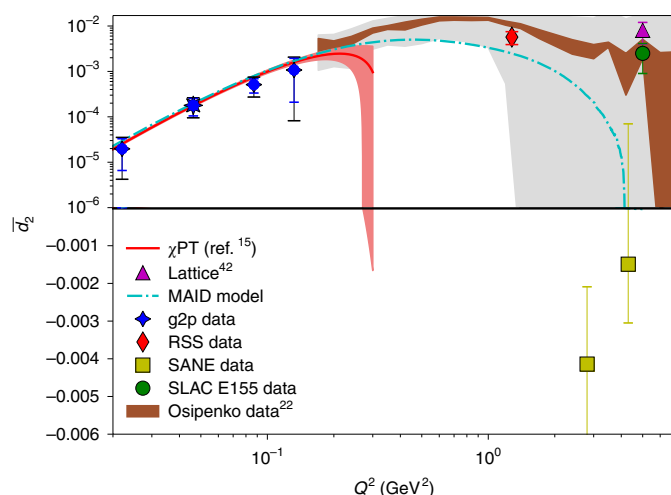 10⁻²
10⁻³
10⁻⁴
10⁻⁵
10⁻⁶
d̅₂
−0.001
−0.002
−0.003
−0.004
−0.005
−0.006
χPT (ref. ¹⁵)
Lattice⁴²
MAID model
g2p data
RSS data
SANE data
SLAC E155 data
Osipenko data²²
10⁻¹
10⁰
Q² (GeV²)